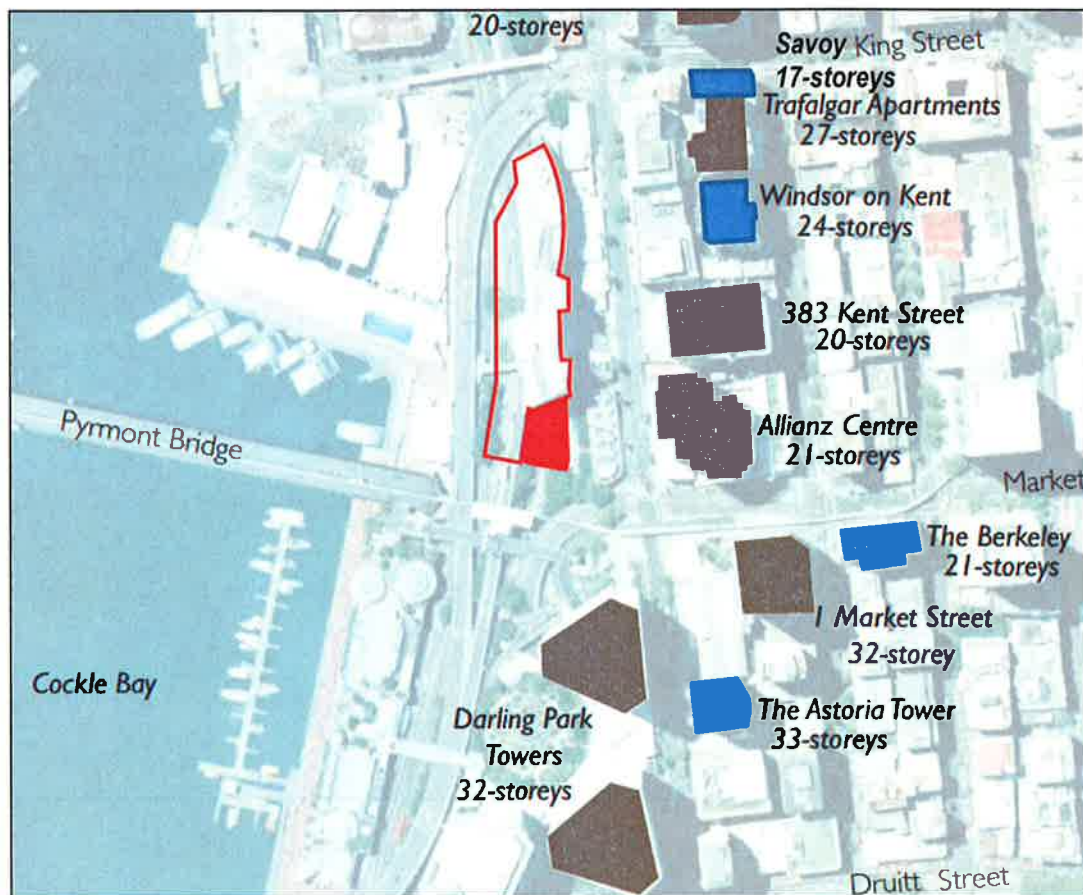 20-storeys
Savoy King Street
17-storeys
Trafalgar Apartments
27-storeys
Windsor on Kent
24-storeys
383 Kent Street
20-storeys
Allianz Centre
21-storeys
Pyrmont Bridge
Market
The Berkeley
21-storeys
1 Market Street
32-storey
Cockle Bay
The Astoria Tower
33-storeys
Darling Park
Towers
32-storeys
Druitt Street